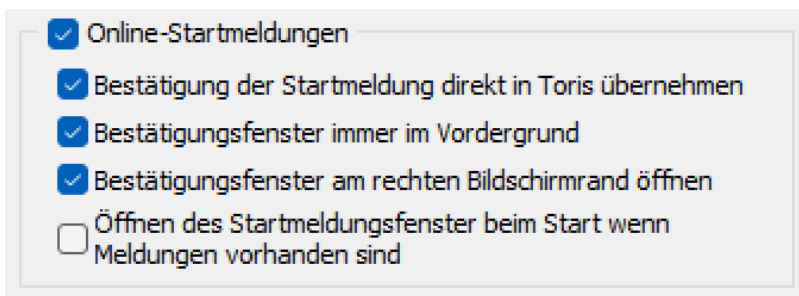 Online-Startmeldungen
Bestätigung der Startmeldung direkt in Toris übernehmen
Bestätigungsfenster immer im Vordergrund
Bestätigungsfenster am rechten Bildschirmrand öffnen
Öffnen des Startmeldungsfenster beim Start wenn
Meldungen vorhanden sind